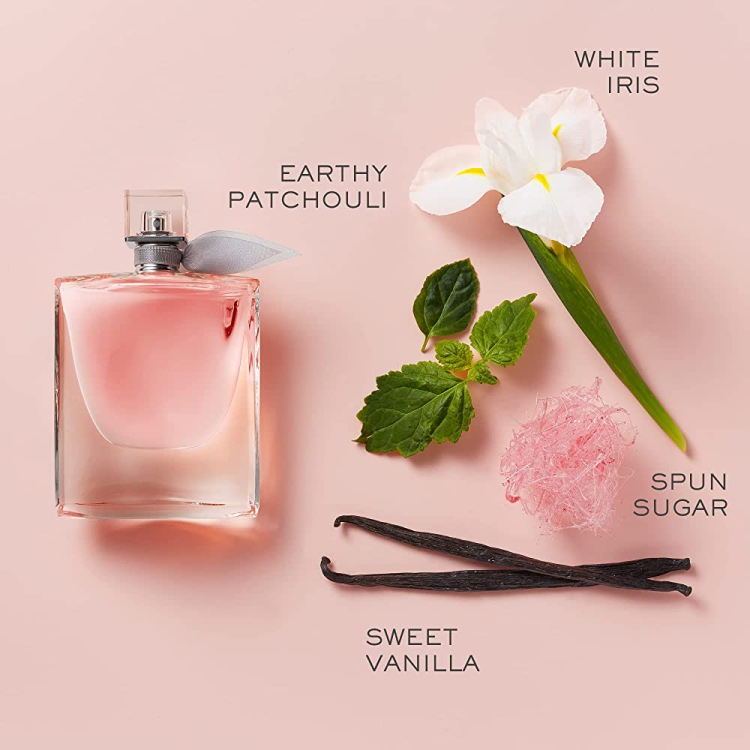 WHITE
IRIS
EARTHY
PATCHOULI
SPUN
SUGAR
SWEET
VANILLA